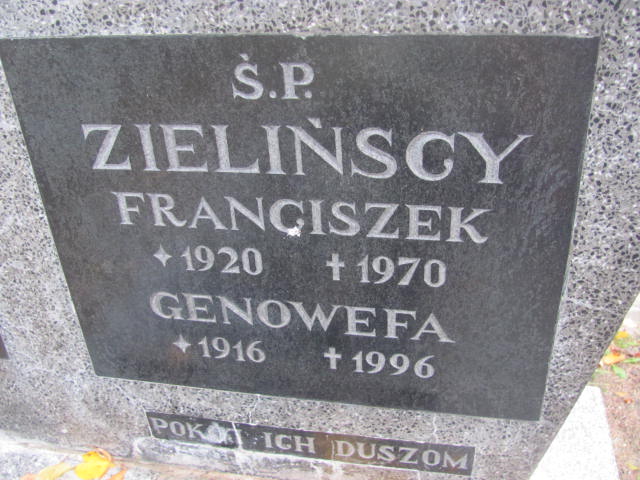 Ś.P.
ZIELIŃSCY
FRANCISZEK
✦1920 ✝1970
GENOWEFA
✦1916 ✝1996
ICH DUSZOM